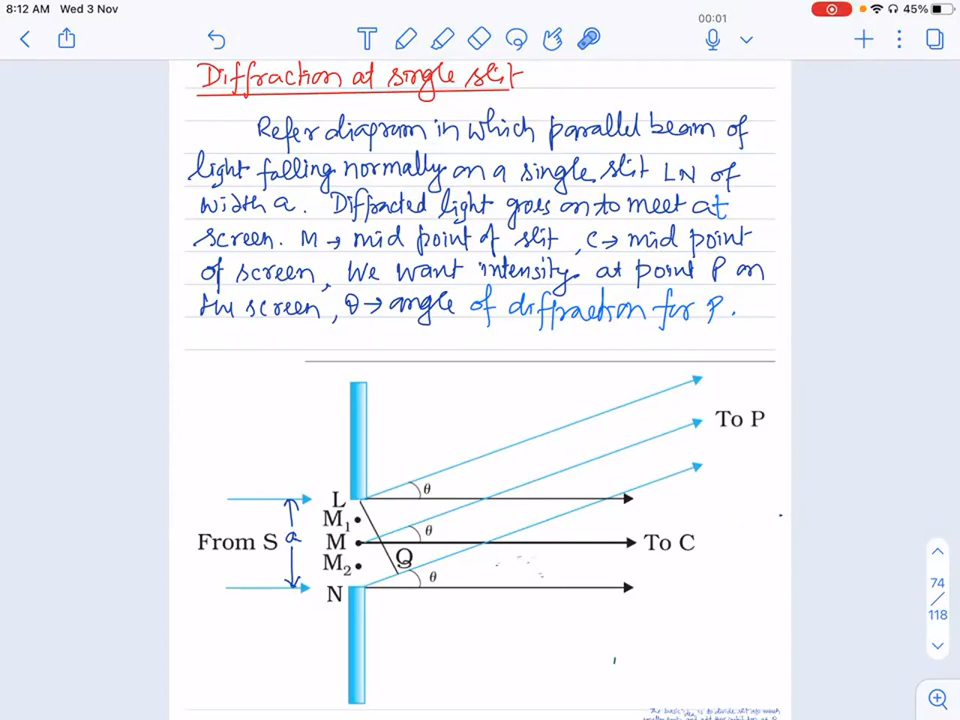 8:12 AM Wed 3 Nov
00:01
45%
Diffraction at single slit
Refer diagram in which parallel beam of
light falling normally on a single slit LN of
width a. Diffracted light goes on to meet at
screen. M → mid point of slit, C → mid point
of screen, We want intensity at point P on
the screen, θ → angle of diffraction for P.
To P
θ
L
M₁
θ
From S
a
M
To C
Q
M₂
θ
N
74
/
118